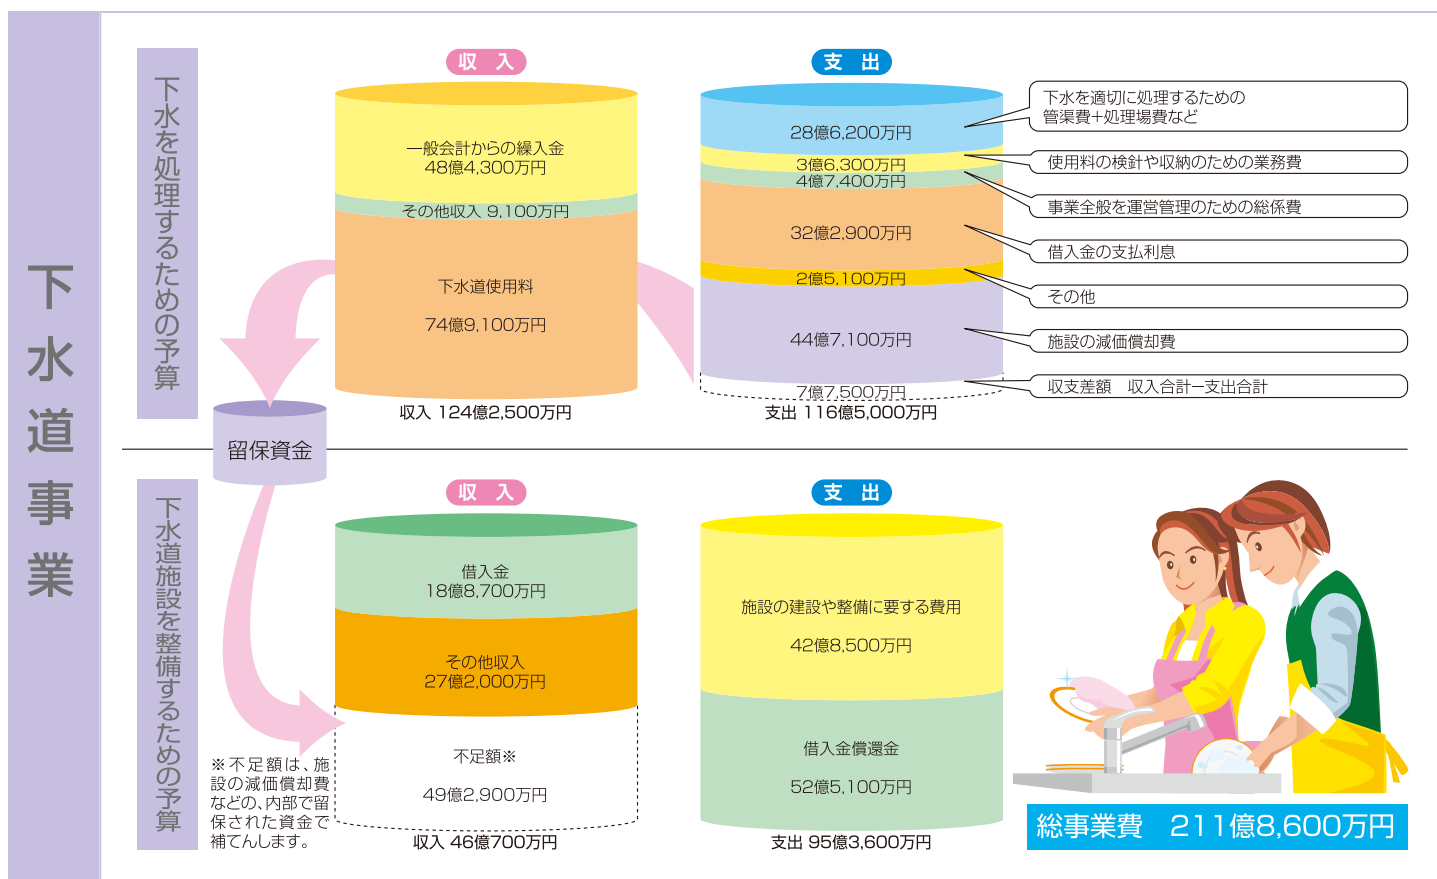 下水道事業
下水を処理するための予算
収 入
一般会計からの繰入金
48億4,300万円
その他収入 9,100万円
下水道使用料
74億9,100万円
収入 124億2,500万円
支 出
28億6,200万円
3億6,300万円
4億7,400万円
32億2,900万円
2億5,100万円
44億7,100万円
7億7,500万円
支出 116億5,000万円
下水を適切に処理するための
管渠費+処理場費など
使用料の検針や収納のための業務費
事業全般を運営管理のための総係費
借入金の支払利息
その他
施設の減価償却費
収支差額 収入合計ー支出合計
留保資金
下水道施設を整備するための予算
収 入
借入金
18億8,700万円
その他収入
27億2,000万円
不足額※
49億2,900万円
収入 46億700万円
※不足額は、施
設の減価償却費
などの、内部で留
保された資金で
補てんします。
支 出
施設の建設や整備に要する費用
42億8,500万円
借入金償還金
52億5,100万円
支出 95億3,600万円
総事業費 211億8,600万円